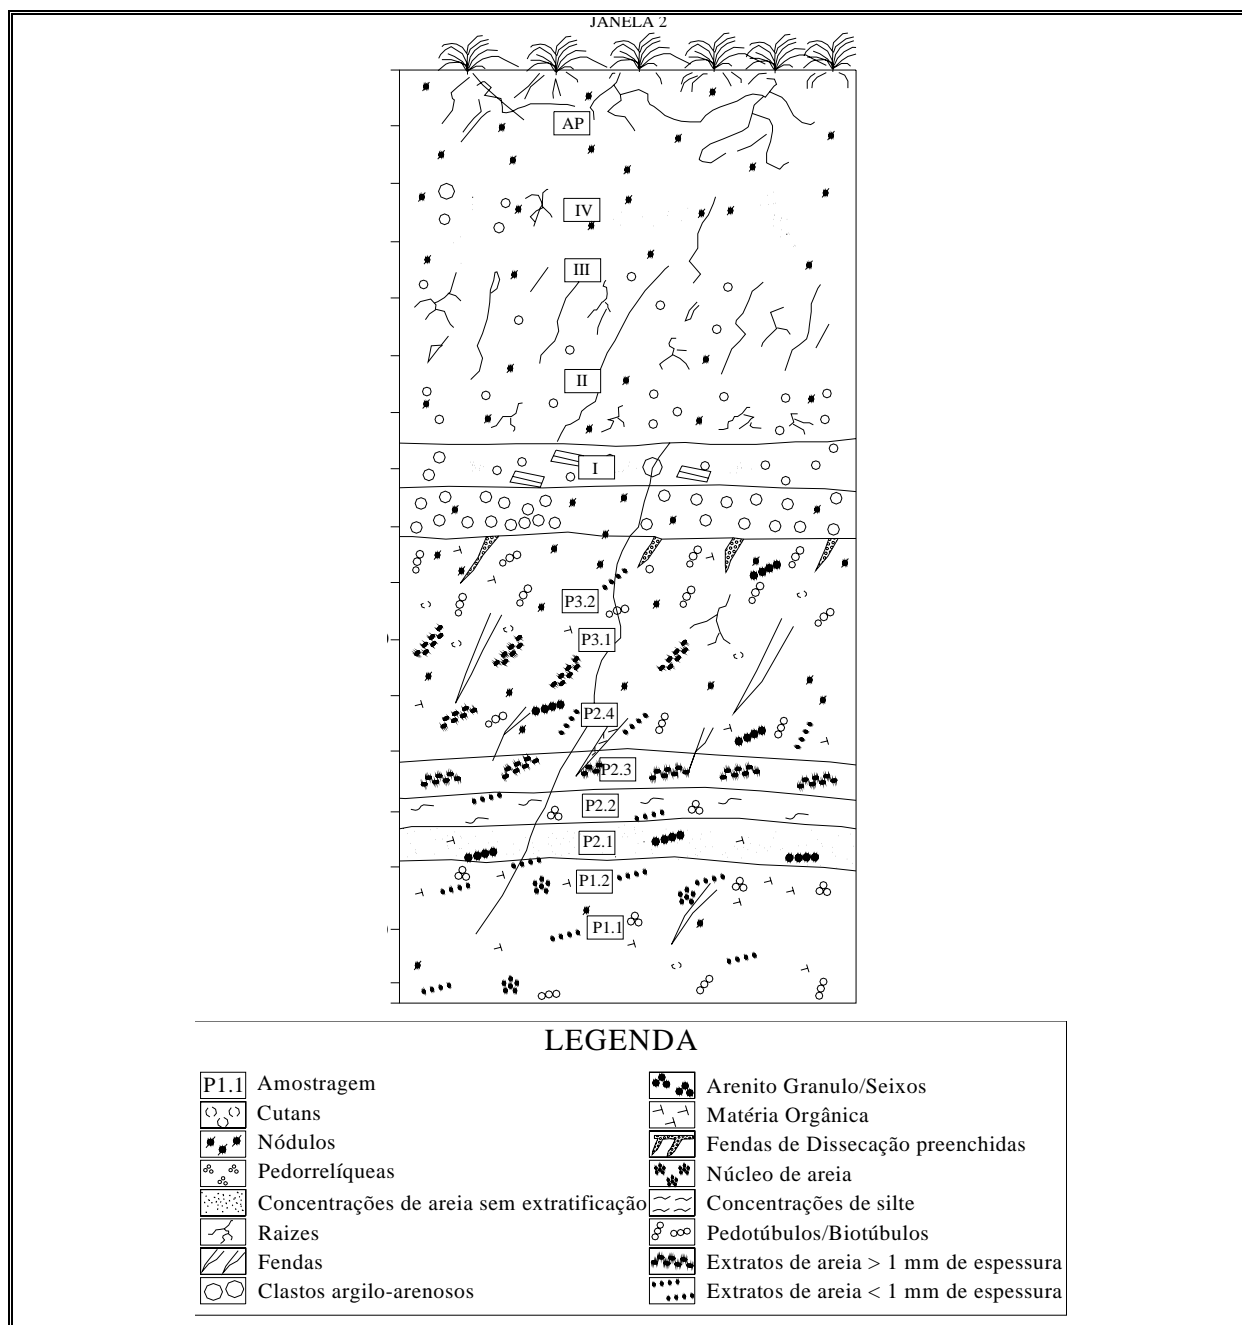 JANELA 2
AP
IV
III
II
I
P3.2
P3.1
P2.4
P2.3
P2.2
P2.1
P1.2
P1.1
LEGENDA
P1.1 Amostragem
Cutans
Nódulos
Pedorrelíqueas
Concentrações de areia sem extratificação
Raizes
Fendas
Clastos argilo-arenosos
Arenito Granulo/Seixos
Matéria Orgânica
Fendas de Dissecação preenchidas
Núcleo de areia
Concentrações de silte
Pedotúbulos/Biotúbulos
Extratos de areia > 1 mm de espessura
Extratos de areia < 1 mm de espessura